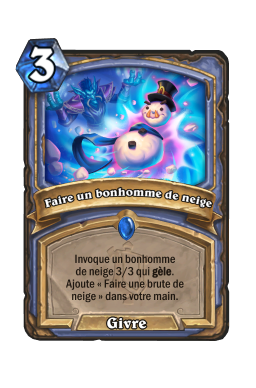 3
Faire un bonhomme de neige
Invoque un bonhomme
de neige 3/3 qui gèle.
Ajoute « Faire une brute de
neige » dans votre main.
Givre